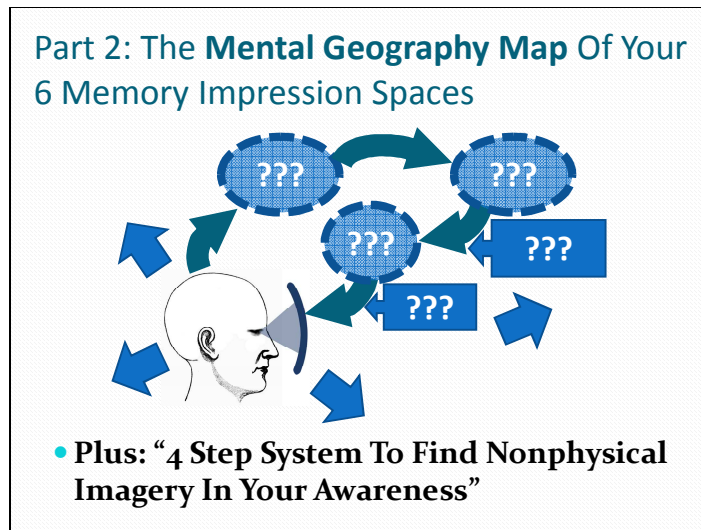 Part 2: The Mental Geography Map Of Your
6 Memory Impression Spaces
???
???
???
???
???
• Plus: “4 Step System To Find Nonphysical
Imagery In Your Awareness”